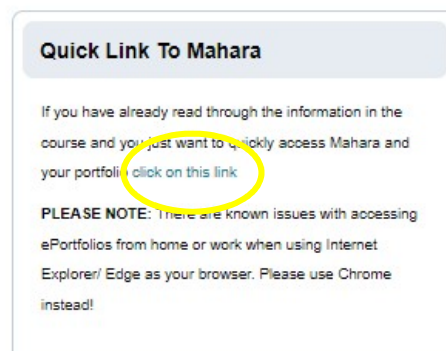 Quick Link To Mahara
If you have already read through the information in the
course and you just want to quickly access Mahara and
your portfolio click on this link
PLEASE NOTE: There are known issues with accessing
ePortfolios from home or work when using Internet
Explorer/ Edge as your browser. Please use Chrome
instead!